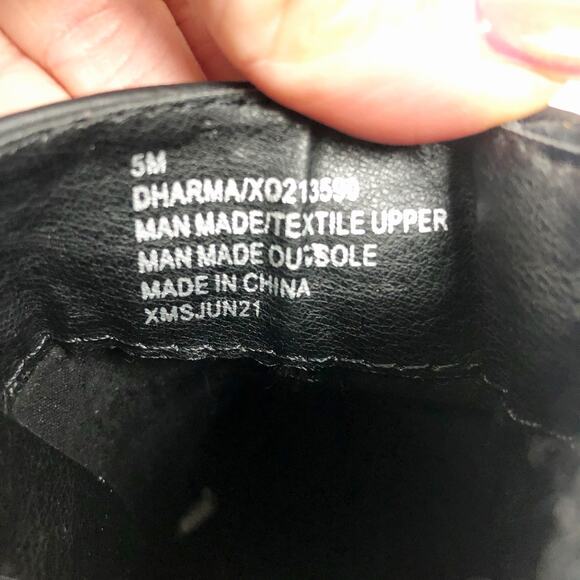 5M
DHARMA/XO213590
MAN MADE/TEXTILE UPPER
MAN MADE OUTSOLE
MADE IN CHINA
XMSJUN21